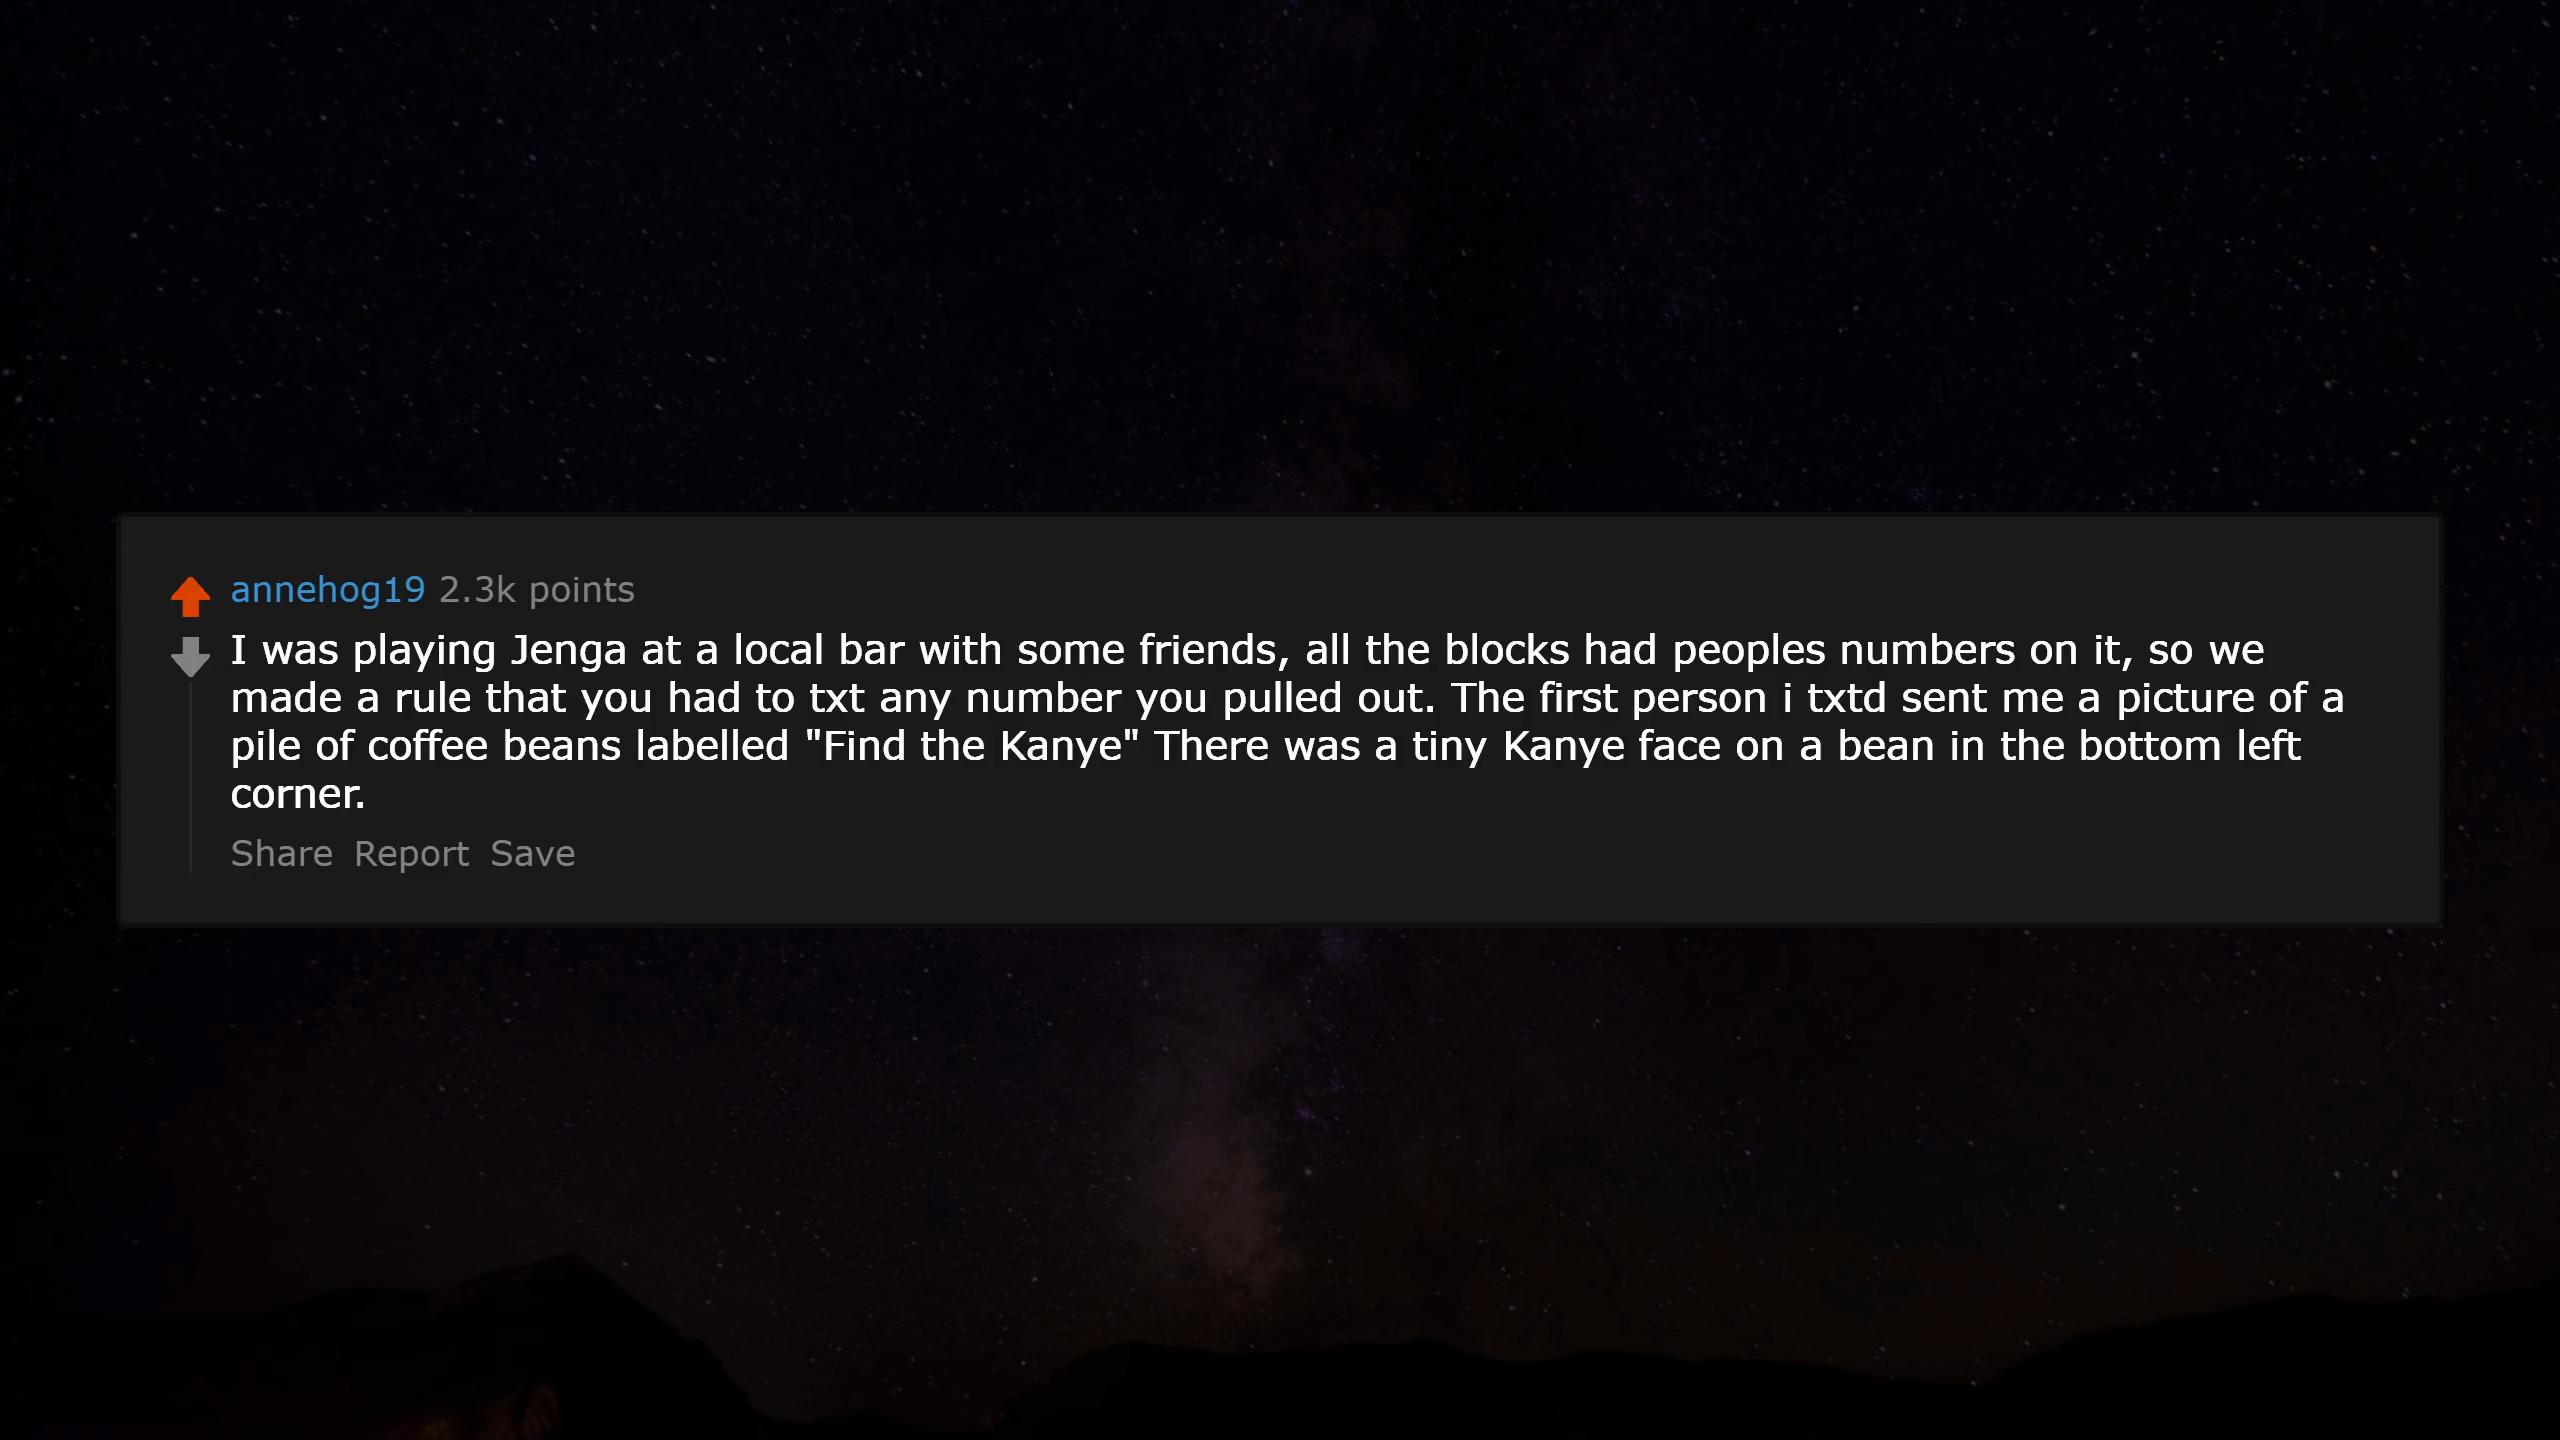 annehog19 2.3k points
I was playing Jenga at a local bar with some friends, all the blocks had peoples numbers on it, so we
made a rule that you had to txt any number you pulled out. The first person i txtd sent me a picture of a
pile of coffee beans labelled "Find the Kanye" There was a tiny Kanye face on a bean in the bottom left
corner.
Share Report Save